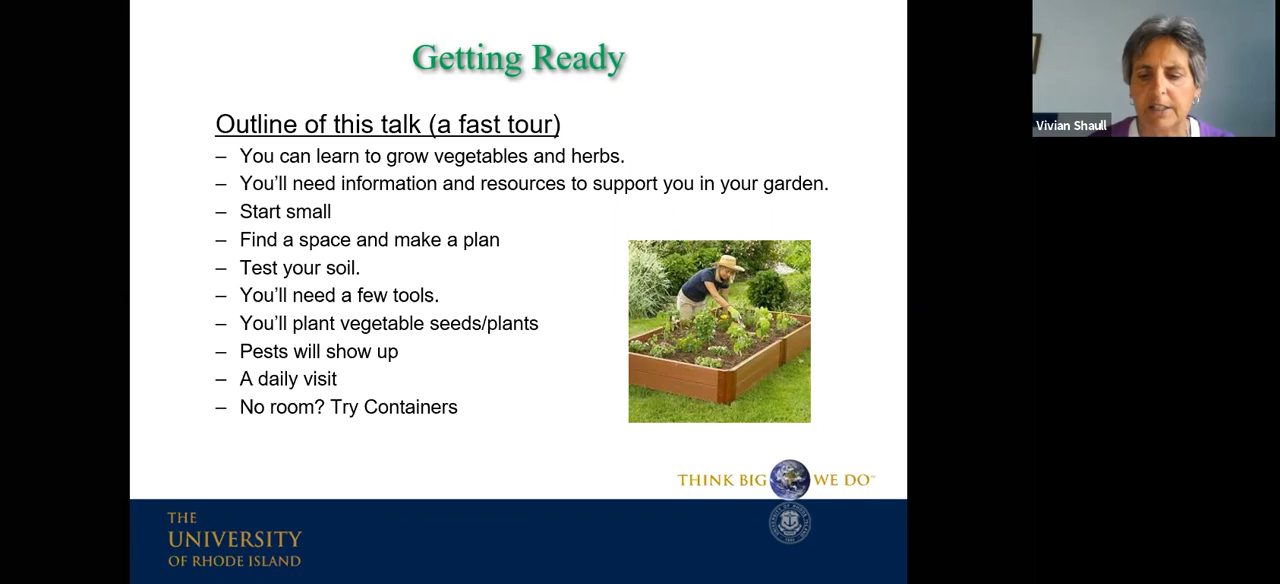 Getting Ready
Outline of this talk (a fast tour)
– You can learn to grow vegetables and herbs.
– You’ll need information and resources to support you in your garden.
– Start small
– Find a space and make a plan
– Test your soil.
– You’ll need a few tools.
– You’ll plant vegetable seeds/plants
– Pests will show up
– A daily visit
– No room? Try Containers
THINK BIG WE DO™
THE
UNIVERSITY
OF RHODE ISLAND
Vivian Shaull